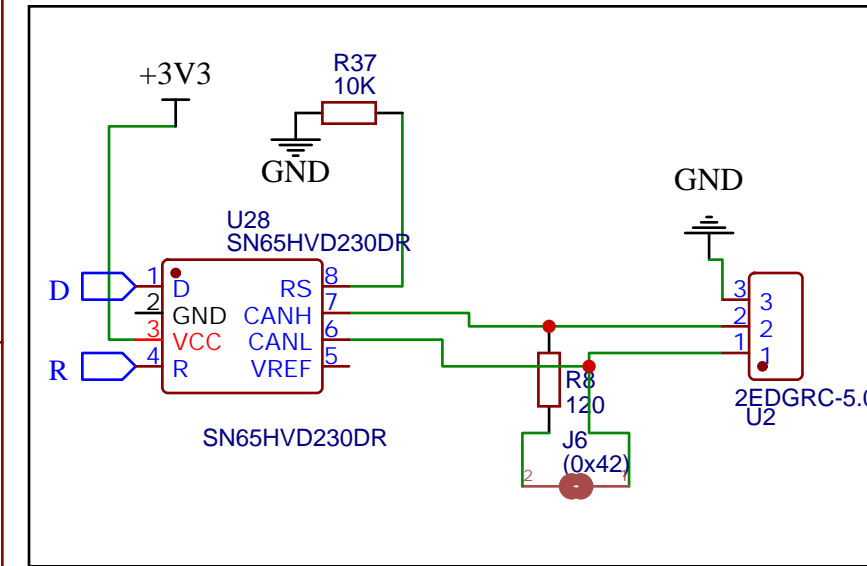 +3V3
R37
10K
GND
GND
U28
SN65HVD230DR
D
1
D
RS
8
2
GND
CANH
7
3
VCC
CANL
6
R
4
R
VREF
5
SN65HVD230DR
3
3
2
2
1
1
R8
120
2EDGRC-5.0
U2
J6
(0x42)
2
1